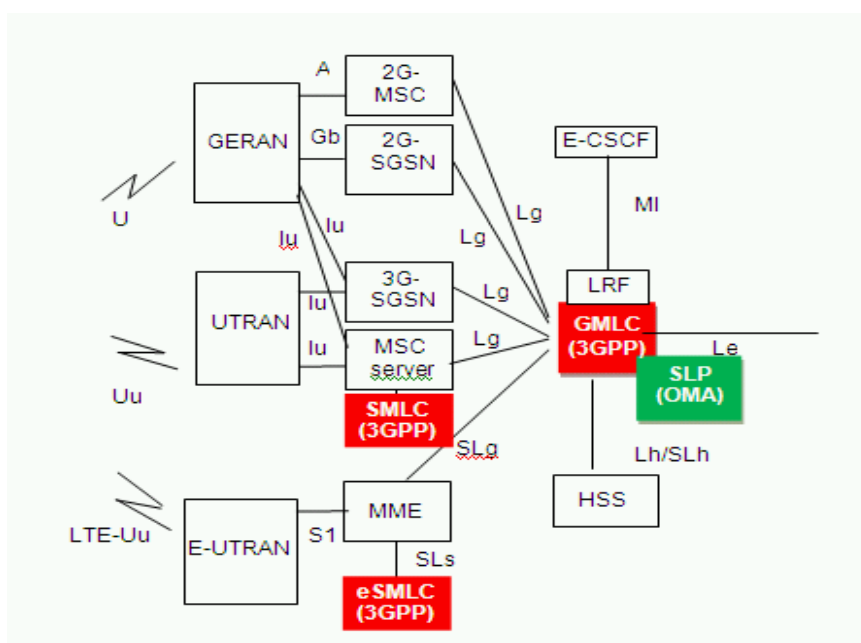 A
2G-
MSC
GERAN
Gb
2G-
SGSN
E-CSCF
U
Iu
Iu
Lg
Lg
MI
UTRAN
Iu
3G-
SGSN
Lg
LRF
GMLC
(3GPP)
Iu
MSC
server
Lg
Le
SLP
(OMA)
Uu
SMLC
(3GPP)
SLg
Lh/SLh
LTE-Uu
E-UTRAN
S1
MME
HSS
SLs
eSMLC
(3GPP)